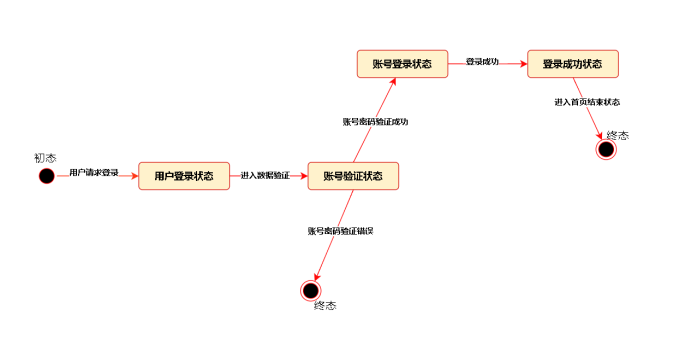 账号登录状态
登录成功
登录成功状态
进入首页结束状态
账号密码验证成功
终态
初态
用户请求登录
用户登录状态
进入数据验证
账号验证状态
账号密码验证错误
终态